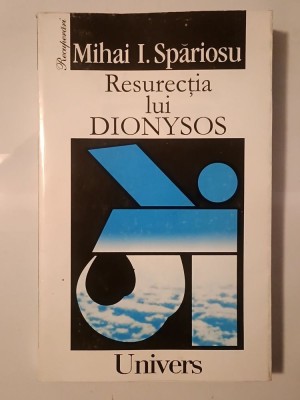 Recuperări
Mihai I. Spăriosu
Resurecția
lui
DIONYSOS
Univers